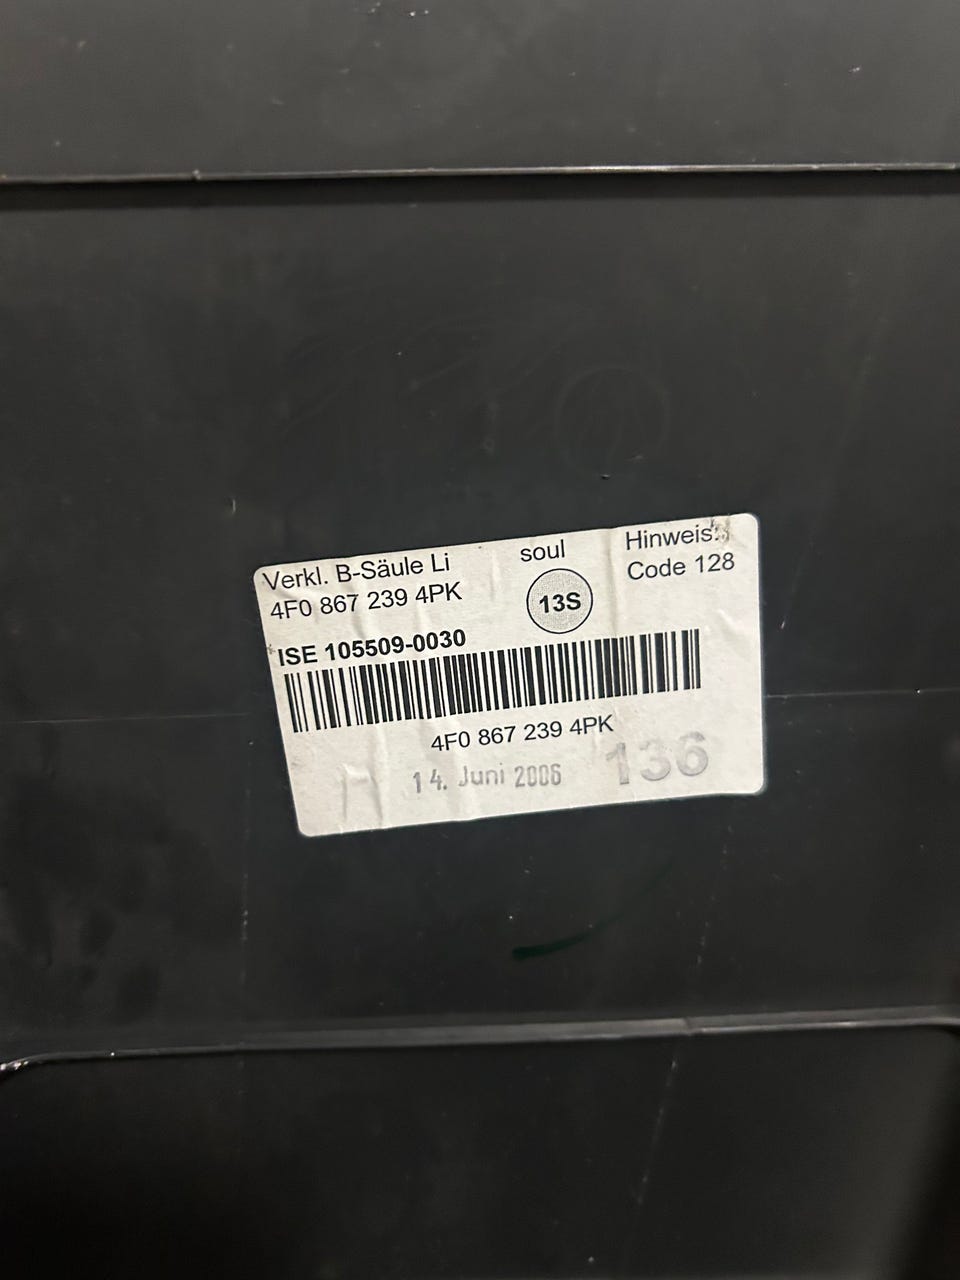 Verkl. B-Säule Li
soul
Hinweis:
4F0 867 239 4PK
13S
Code 128
ISE 105509-0030
4F0 867 239 4PK
14. Juni 2006
136